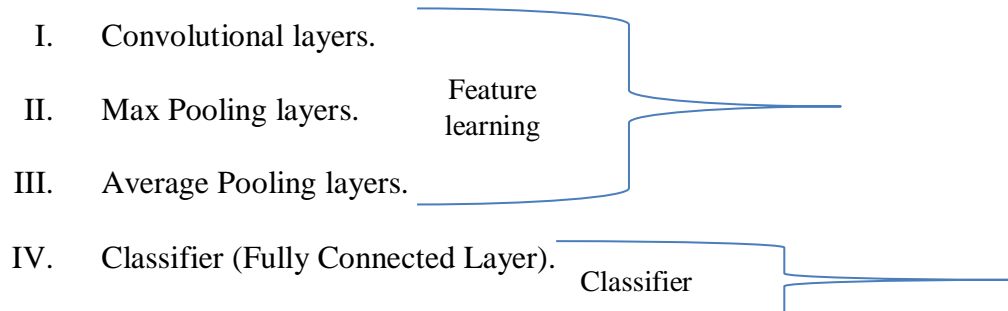 I. Convolutional layers.
Feature
learning
II. Max Pooling layers.
III. Average Pooling layers.
IV. Classifier (Fully Connected Layer).
Classifier